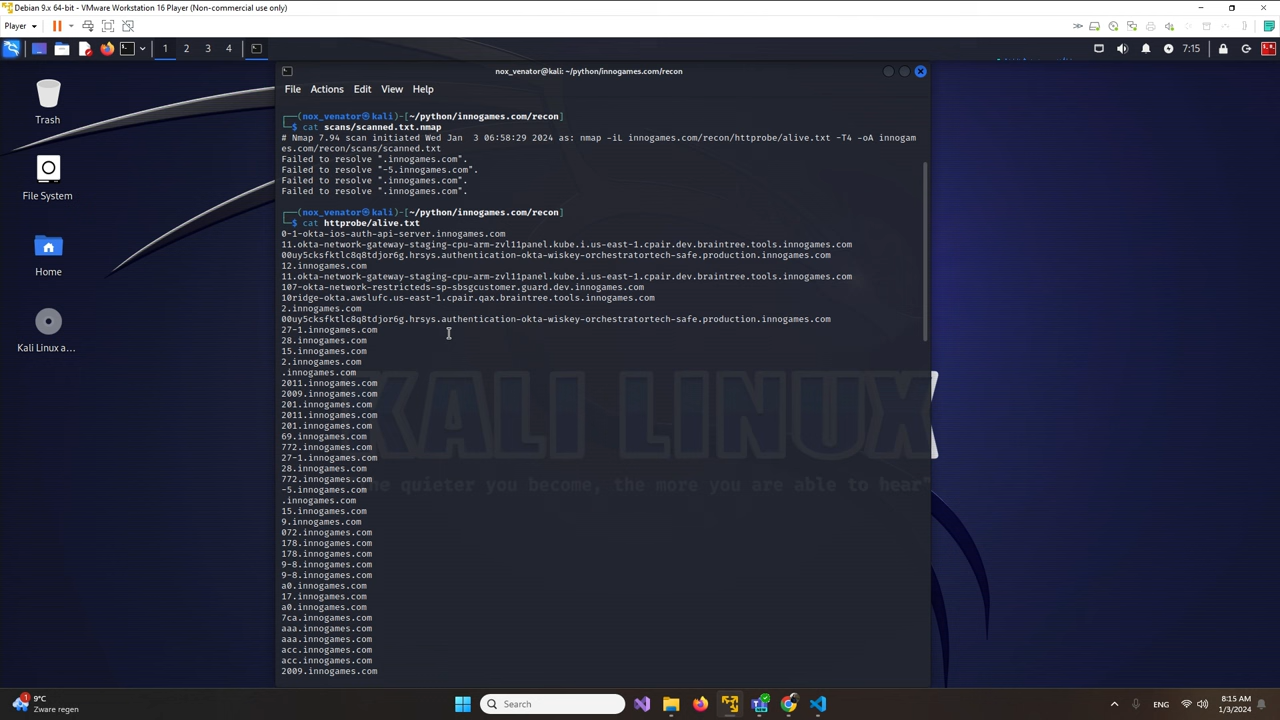 Debian 9.x 64-bit - VMware Workstation 16 Player (Non-commercial use only)
Player
1 2 3 4
7:15
nox_venator@kali: ~/python/innogames.com/recon
File Actions Edit View Help
Trash
File System
Home
Kali Linux a...
┌──(nox_venator㉿kali)-[~/python/innogames.com/recon]
└─$ cat scans/scanned.txt.nmap
# Nmap 7.94 scan initiated Wed Jan  3 06:58:29 2024 as: nmap -iL innogames.com/recon/httprobe/alive.txt -T4 -oA innogam
es.com/recon/scans/scanned.txt
Failed to resolve ".innogames.com".
Failed to resolve "-5.innogames.com".
Failed to resolve ".innogames.com".
Failed to resolve ".innogames.com".
┌──(nox_venator㉿kali)-[~/python/innogames.com/recon]
└─$ cat httprobe/alive.txt
0-1-okta-ios-auth-api-server.innogames.com
11.okta-network-gateway-staging-cpu-arm-zvl11panel.kube.i.us-east-1.cpair.dev.braintree.tools.innogames.com
00uy5cksfktlc8q8tdjor6g.hrsys.authentication-okta-wiskey-orchestratortech-safe.production.innogames.com
12.innogames.com
11.okta-network-gateway-staging-cpu-arm-zvl11panel.kube.i.us-east-1.cpair.dev.braintree.tools.innogames.com
107-okta-network-restricteds-sp-sbsgcustomer.guard.dev.innogames.com
10ridge-okta.awslufc.us-east-1.cpair.qax.braintree.tools.innogames.com
2.innogames.com
00uy5cksfktlc8q8tdjor6g.hrsys.authentication-okta-wiskey-orchestratortech-safe.production.innogames.com
27-1.innogames.com
28.innogames.com
15.innogames.com
2.innogames.com
.innogames.com
2011.innogames.com
2009.innogames.com
201.innogames.com
2011.innogames.com
201.innogames.com
69.innogames.com
772.innogames.com
27-1.innogames.com
28.innogames.com
772.innogames.com
-5.innogames.com
.innogames.com
15.innogames.com
9.innogames.com
072.innogames.com
178.innogames.com
178.innogames.com
9-8.innogames.com
9-8.innogames.com
a0.innogames.com
17.innogames.com
a0.innogames.com
7ca.innogames.com
aaa.innogames.com
aaa.innogames.com
acc.innogames.com
acc.innogames.com
2009.innogames.com
KALI LINUX
he quieter you become, the more you are able to hear"
1
9°C
Zware regen
Search
ENG
8:15 AM
1/3/2024